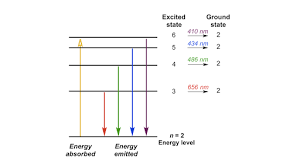 Excited state
Ground state
6 410 nm 2
5 434 nm 2
4 486 nm 2
3 656 nm 2
n = 2
Energy level
Energy absorbed
Energy emitted